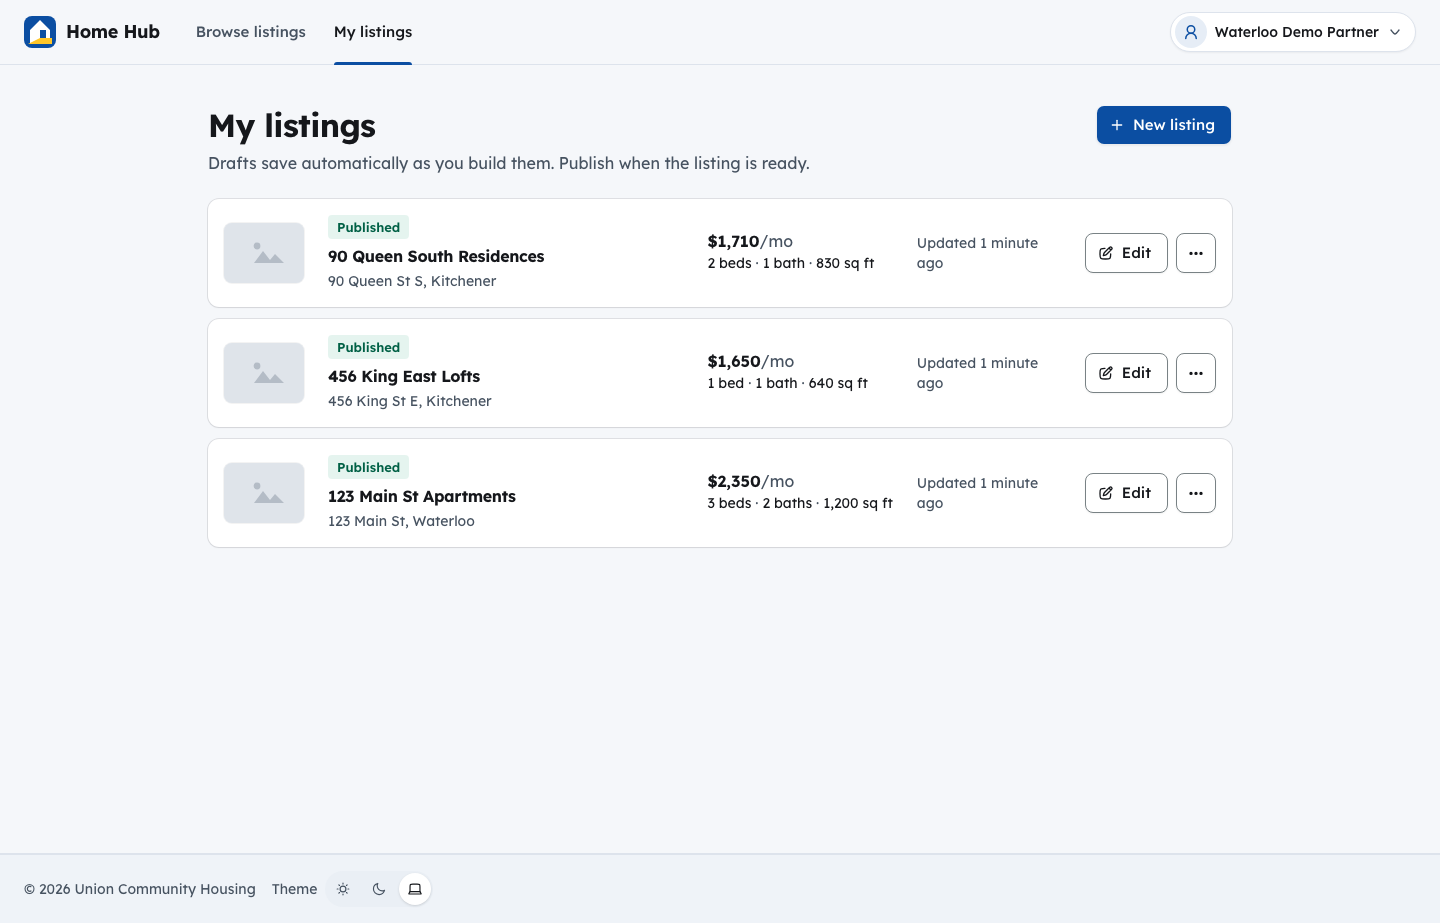 Home Hub
Browse listings
My listings
Waterloo Demo Partner
My listings
New listing
Drafts save automatically as you build them. Publish when the listing is ready.
Published
90 Queen South Residences
90 Queen St S, Kitchener
$1,710/mo
2 beds · 1 bath · 830 sq ft
Updated 1 minute
ago
Edit
Published
456 King East Lofts
456 King St E, Kitchener
$1,650/mo
1 bed · 1 bath · 640 sq ft
Updated 1 minute
ago
Edit
Published
123 Main St Apartments
123 Main St, Waterloo
$2,350/mo
3 beds · 2 baths · 1,200 sq ft
Updated 1 minute
ago
Edit
© 2026 Union Community Housing
Theme